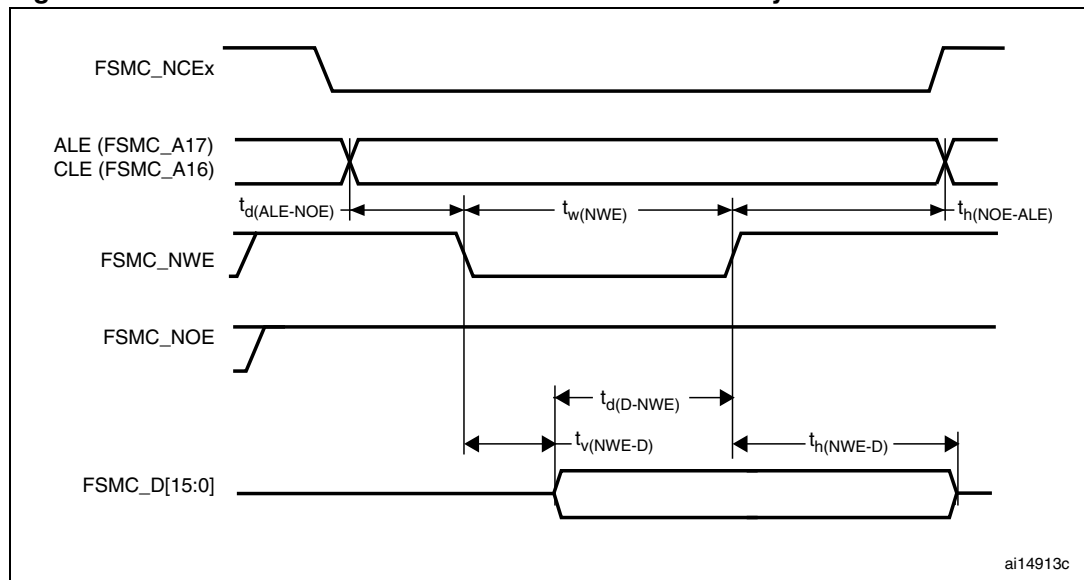 FSMC_NCEx
ALE (FSMC_A17)
CLE (FSMC_A16)
td(ALE-NOE)
tw(NWE)
th(NOE-ALE)
FSMC_NWE
FSMC_NOE
td(D-NWE)
tv(NWE-D)
th(NWE-D)
FSMC_D[15:0]
ai14913c